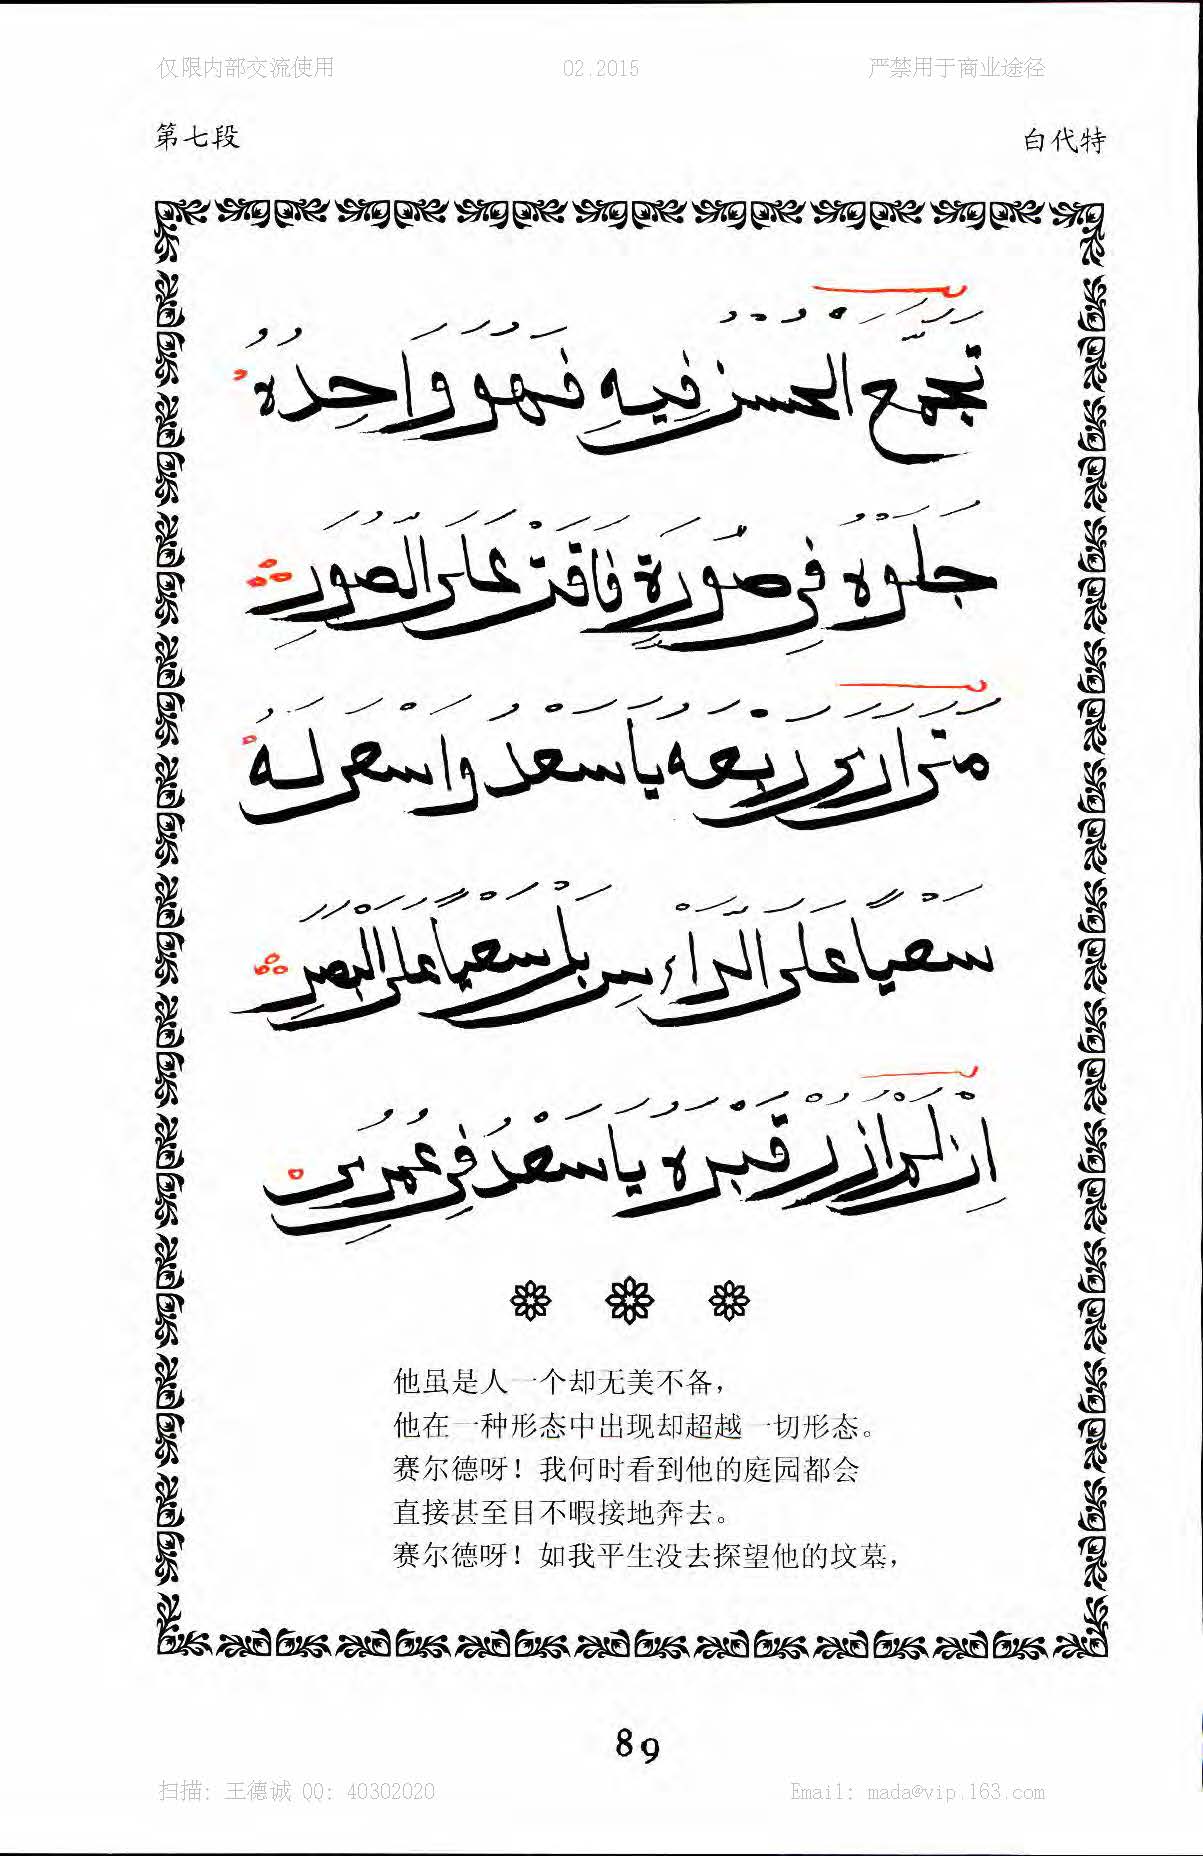 仅限内部交流使用 02.2015 严禁用于商业途径
第七段 白代特
تَجَمَّعَ الْحُسْنُ فِيهِ فَهُوَ وَاحِدُهُ
جَلَوْهُ فِي صُورَةٍ فَاقَتْ عَلَى الصُّوَرِ
مَتَى أَرَى رَبْعَهُ يَا سَعْدُ وَاسْعَى لَهُ
سَعْيًا عَلَى الرَّأْسِ بَلْ سَعْيًا عَلَى الْبَصَرِ
اِنْ لَمْ اَزُرْ قَبْرَهُ يَا سَعْدُ فِي عُمُرِي
他虽是人一个却无美不备，
他在一种形态中出现却超越一切形态。
赛尔德呀！我何时看到他的庭园都会
直接甚至目不暇接地奔去。
赛尔德呀！如我平生没去探望他的坟墓，
89
扫描: 王德诚 QQ: 40302020 Email: mada@vip.163.com